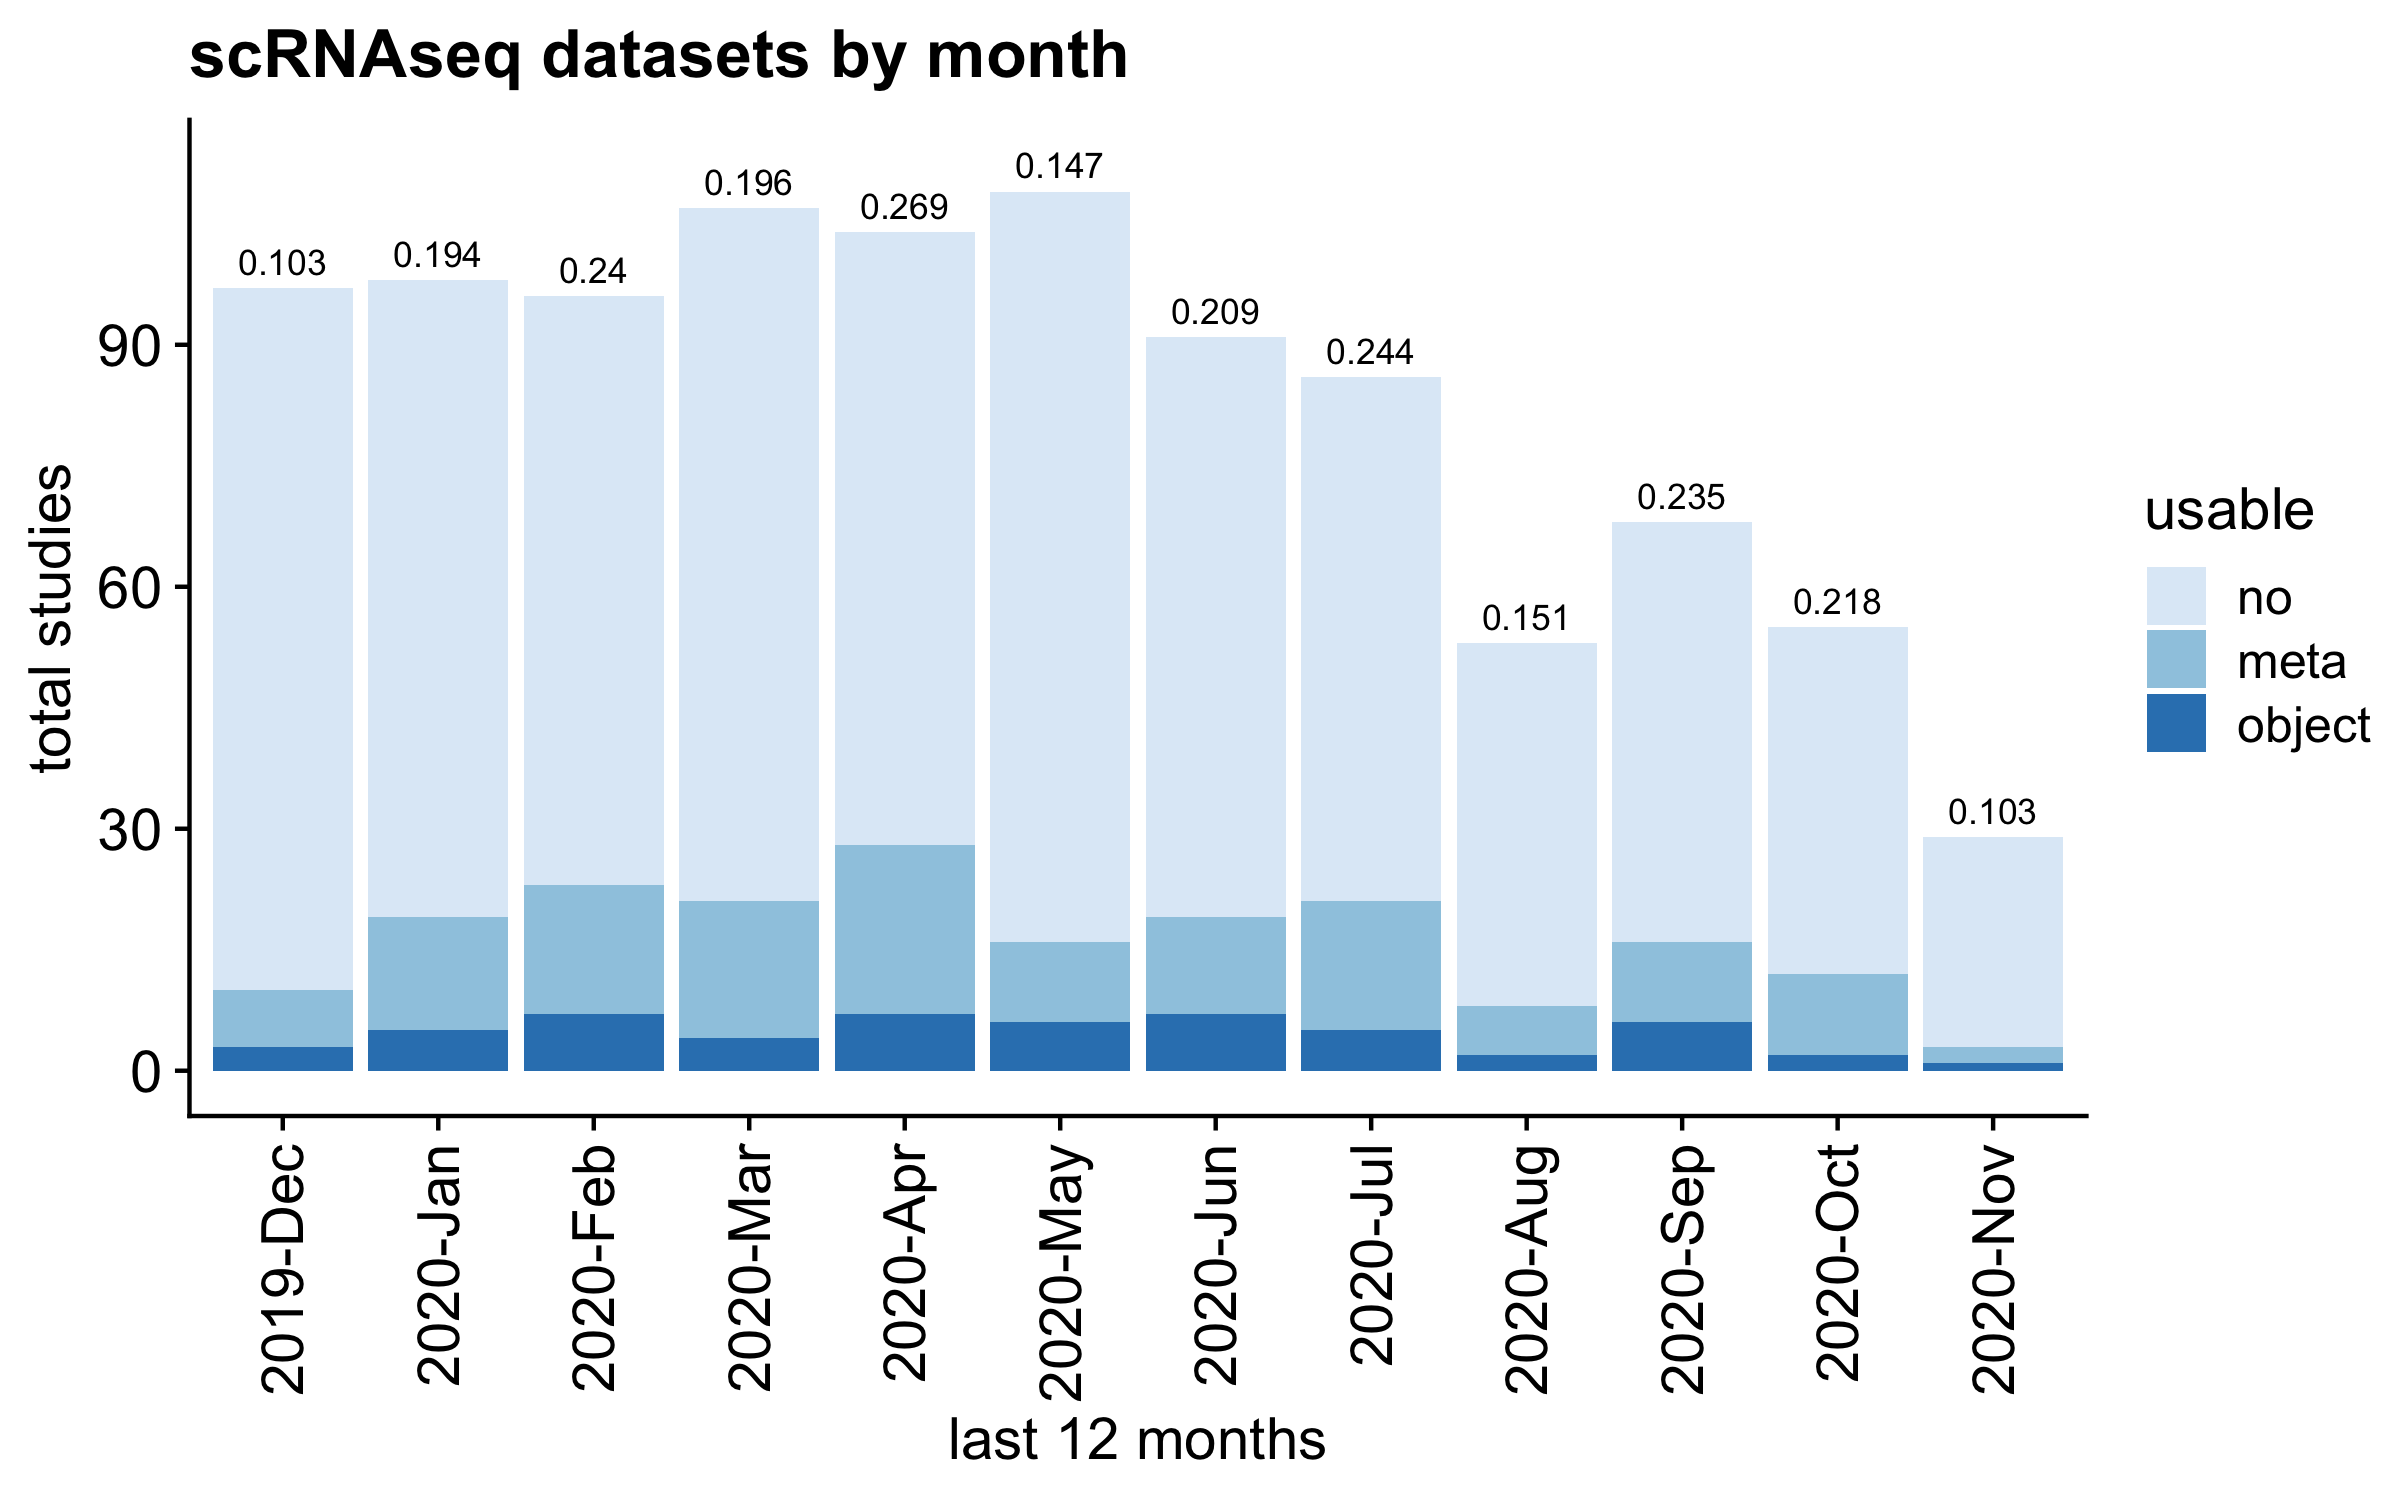 scRNAseq datasets by month
total studies
90
60
30
0
0.103
0.194
0.24
0.196
0.269
0.147
0.209
0.244
0.151
0.235
0.218
0.103
2019-Dec
2020-Jan
2020-Feb
2020-Mar
2020-Apr
2020-May
2020-Jun
2020-Jul
2020-Aug
2020-Sep
2020-Oct
2020-Nov
last 12 months
usable
no
meta
object